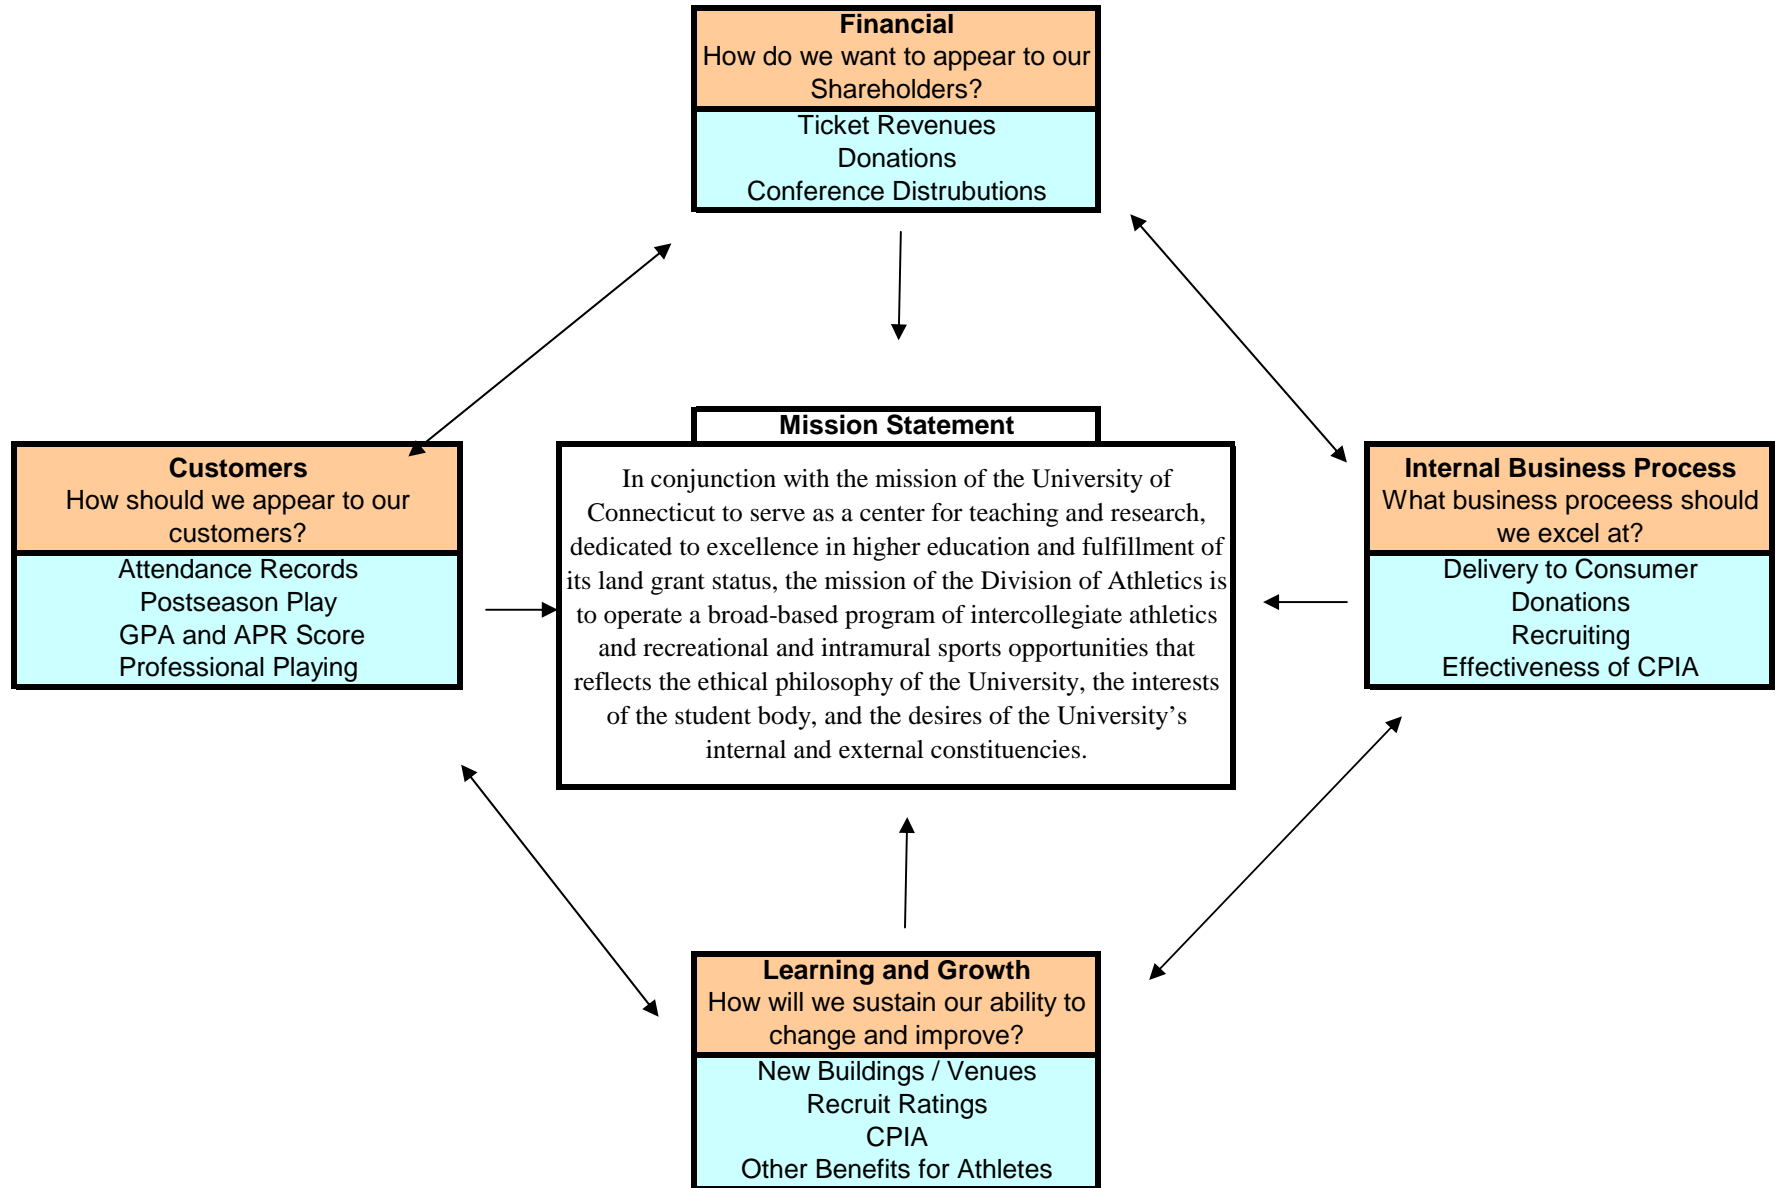 Financial
How do we want to appear to our
Shareholders?
Ticket Revenues
Donations
Conference Distrubutions
Mission Statement
In conjunction with the mission of the University of
Connecticut to serve as a center for teaching and research,
dedicated to excellence in higher education and fulfillment of
its land grant status, the mission of the Division of Athletics is
to operate a broad-based program of intercollegiate athletics
and recreational and intramural sports opportunities that
reflects the ethical philosophy of the University, the interests
of the student body, and the desires of the University’s
internal and external constituencies.
Customers
How should we appear to our
customers?
Attendance Records
Postseason Play
GPA and APR Score
Professional Playing
Internal Business Process
What business proceess should
we excel at?
Delivery to Consumer
Donations
Recruiting
Effectiveness of CPIA
Learning and Growth
How will we sustain our ability to
change and improve?
New Buildings / Venues
Recruit Ratings
CPIA
Other Benefits for Athletes